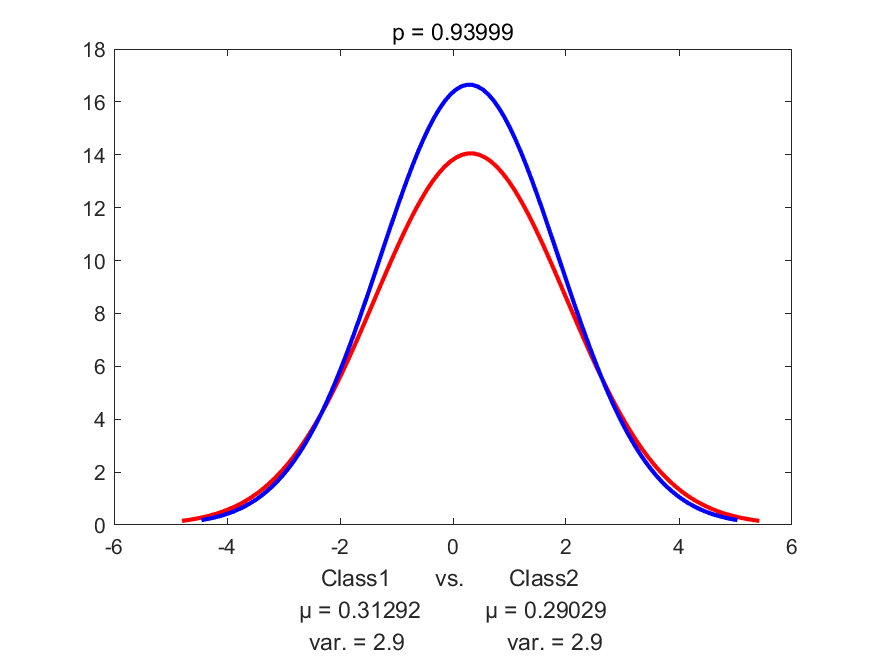 p = 0.93999
18
16
14
12
10
8
6
4
2
0
-6 -4 -2 0 2 4 6
Class1 vs. Class2
μ = 0.31292 μ = 0.29029
var. = 2.9 var. = 2.9